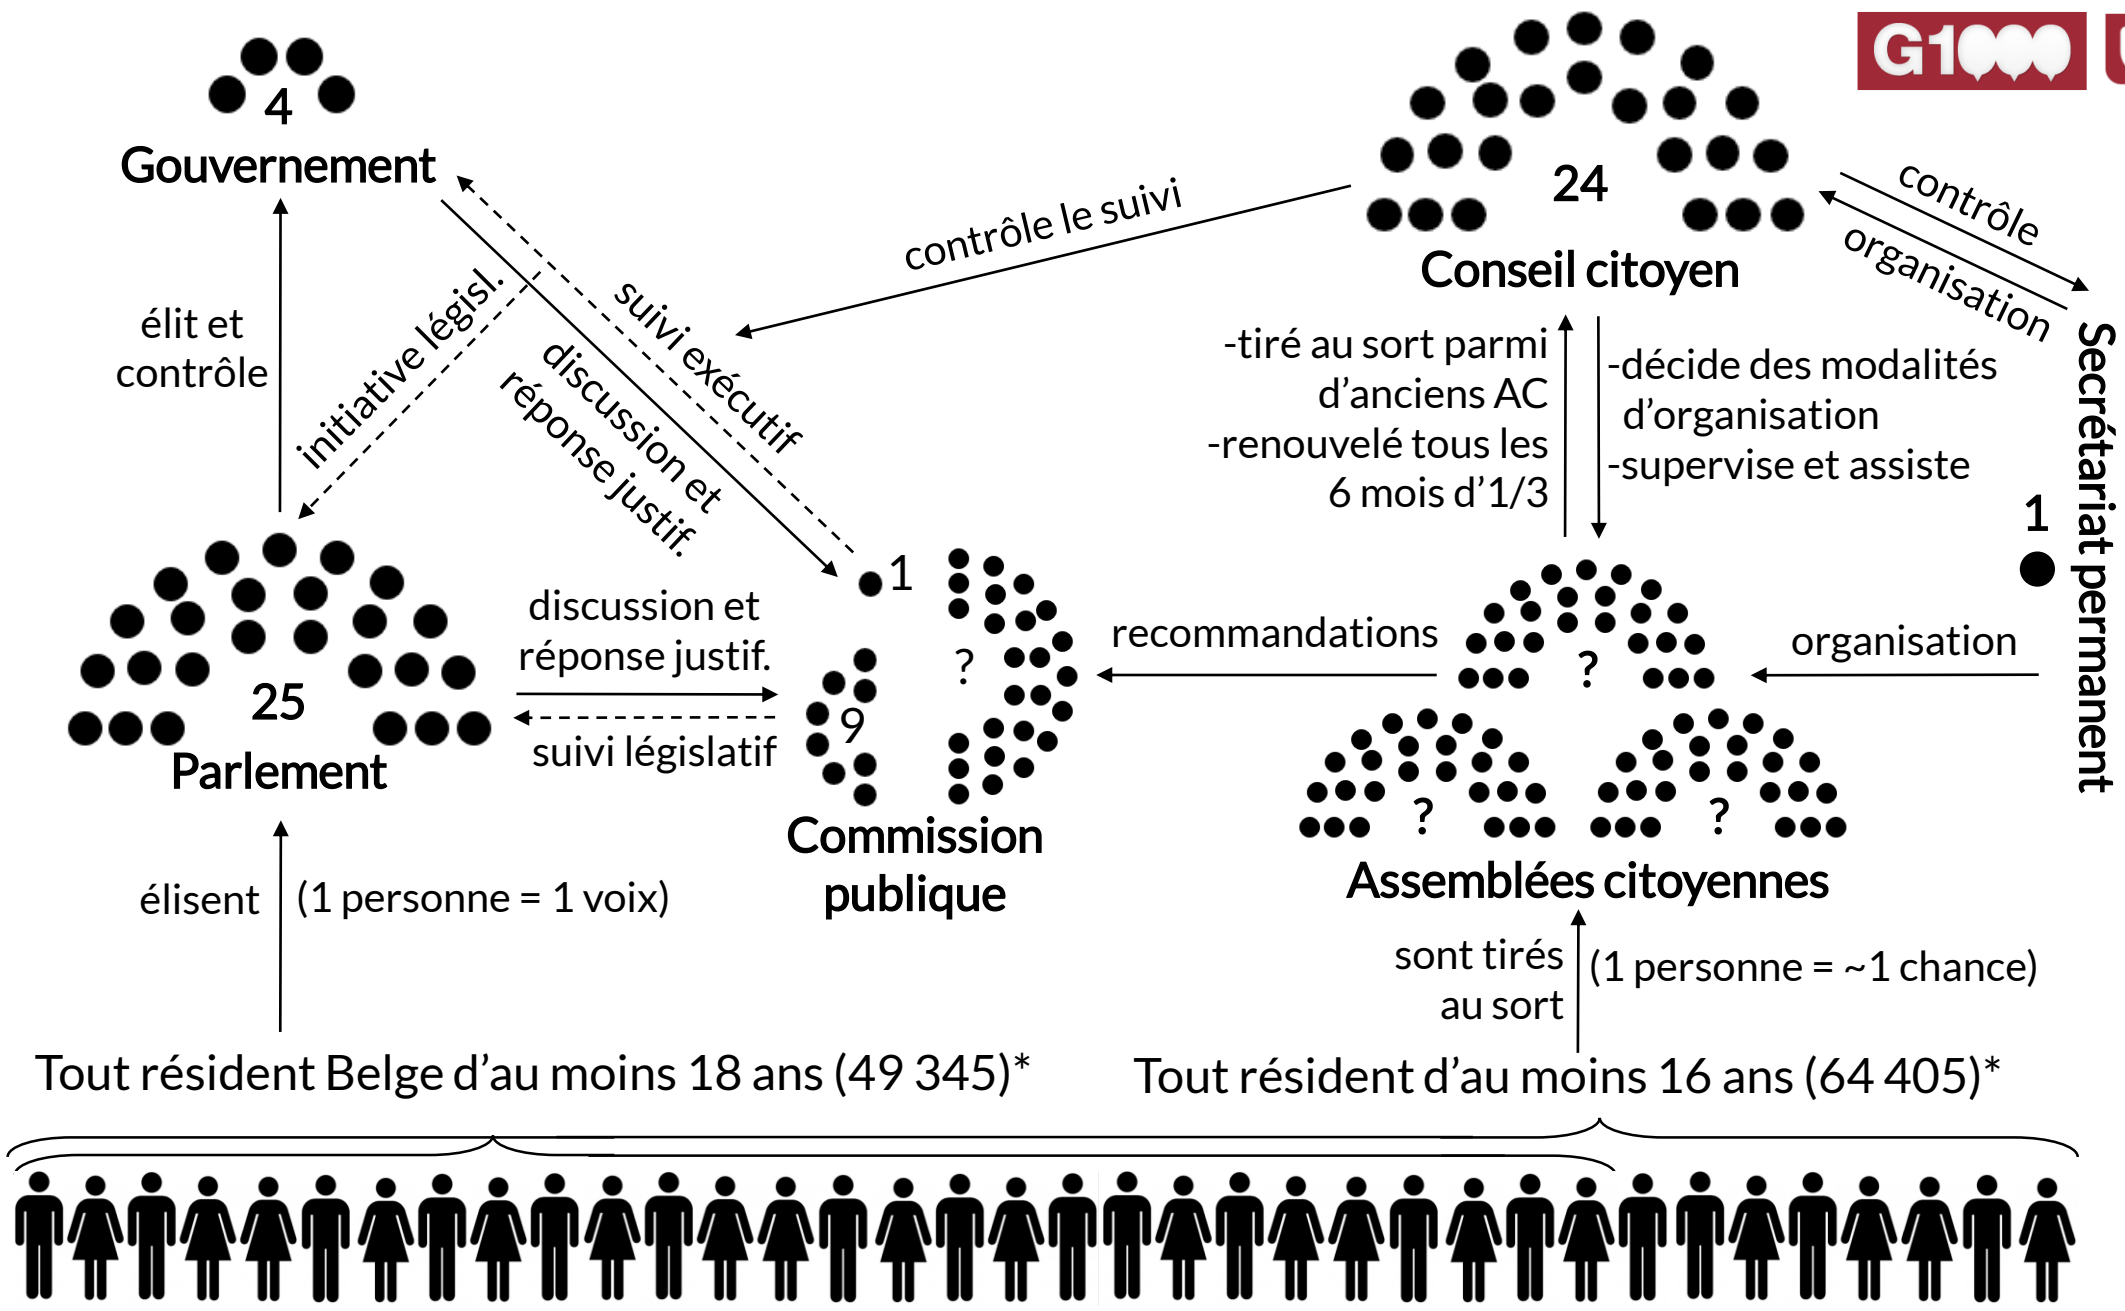 G1000
4
Gouvernement
24
Conseil citoyen
contrôle le suivi
contrôle
organisation
élit et
contrôle
initiative législ.
suivi exécutif
discussion et
réponse justif.
-tiré au sort parmi
d’anciens AC
-renouvelé tous les
6 mois d’1/3
-décide des modalités
d’organisation
-supervise et assiste
Secrétariat permanent
1
25
Parlement
discussion et
réponse justif.
suivi législatif
1
?
9
Commission
publique
recommandations
?
?
?
Assemblées citoyennes
organisation
élisent
(1 personne = 1 voix)
sont tirés
au sort
(1 personne = ~1 chance)
Tout résident Belge d’au moins 18 ans (49 345)*
Tout résident d’au moins 16 ans (64 405)*